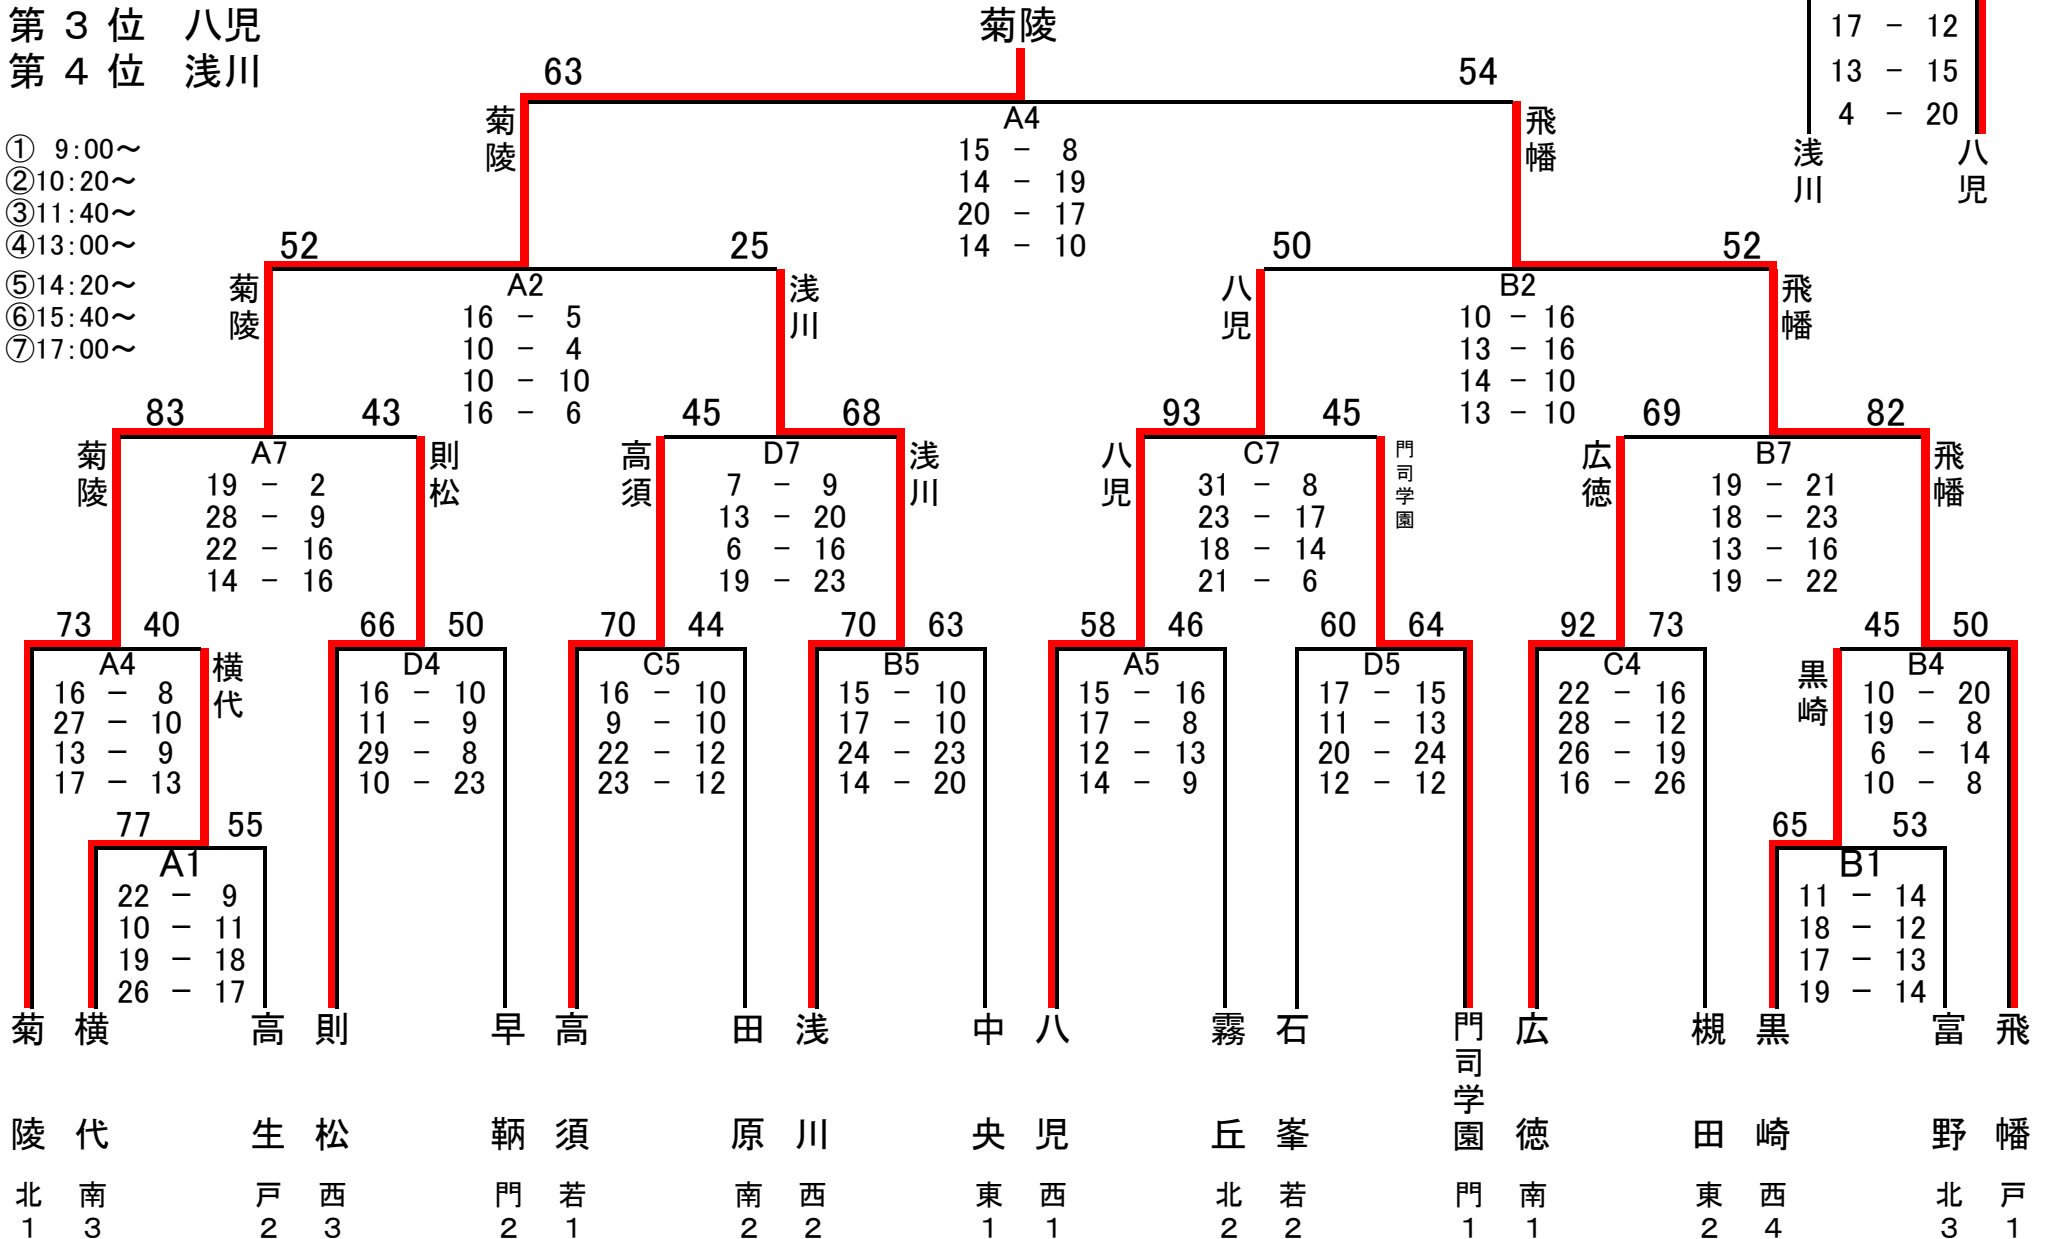 第 3 位 八児
第 4 位 浅川
① 9:00～
②10:20～
③11:40～
④13:00～
⑤14:20～
⑥15:40～
⑦17:00～
菊陵
17 － 12
13 － 15
4 － 20
浅川
八児
63
54
菊陵
飛幡
A4
15 － 8
14 － 19
20 － 17
14 － 10
52
25
菊陵
浅川
A2
16 － 5
10 － 4
10 － 10
16 － 6
50
52
八児
飛幡
B2
10 － 16
13 － 16
14 － 10
13 － 10
83
43
菊陵
則松
A7
19 － 2
28 － 9
22 － 16
14 － 16
45
68
高須
浅川
D7
7 － 9
13 － 20
6 － 16
19 － 23
93
45
八児
門司学園
C7
31 － 8
23 － 17
18 － 14
21 － 6
69
82
広徳
飛幡
B7
19 － 21
18 － 23
13 － 16
19 － 22
73
40
横代
A4
16 － 8
27 － 10
13 － 9
17 － 13
66
50
D4
16 － 10
11 － 9
29 － 8
10 － 23
70
44
C5
16 － 10
9 － 10
22 － 12
23 － 12
70
63
B5
15 － 10
17 － 10
24 － 23
14 － 20
58
46
A5
15 － 16
17 － 8
12 － 13
14 － 9
60
64
D5
17 － 15
11 － 13
20 － 24
12 － 12
92
73
C4
22 － 16
28 － 12
26 － 19
16 － 26
45
50
黒崎
B4
10 － 20
19 － 8
6 － 14
10 － 8
77
55
A1
22 － 9
10 － 11
19 － 18
26 － 17
65
53
B1
11 － 14
18 － 12
17 － 13
19 － 14
菊陵 北1
横代 南3
高生 戸2
則松 西3
早鞆 門2
高須 若1
田原 南2
浅川 西2
中央 東1
八児 西1
霧丘 北2
石峯 若2
門司学園 門1
広徳 南1
槻田 東2
黒崎 西4
富野 北3
飛幡 戸1